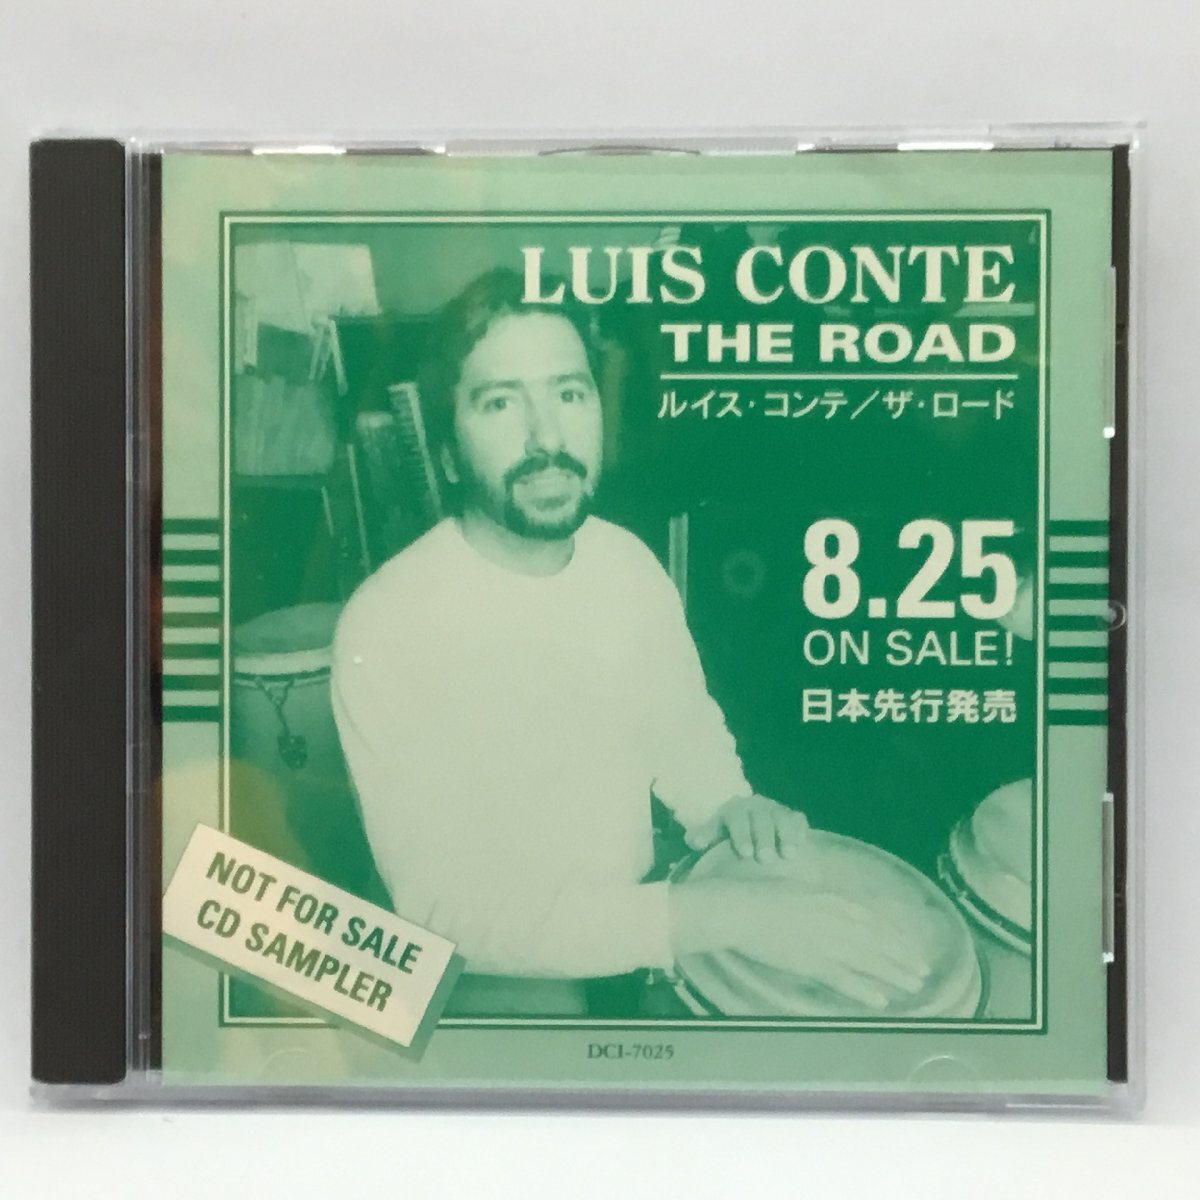 LUIS CONTE
THE ROAD
ルイス・コンテ／ザ・ロード
8.25
ON SALE!
日本先行発売
NOT FOR SALE
CD SAMPLER
DCI-7025